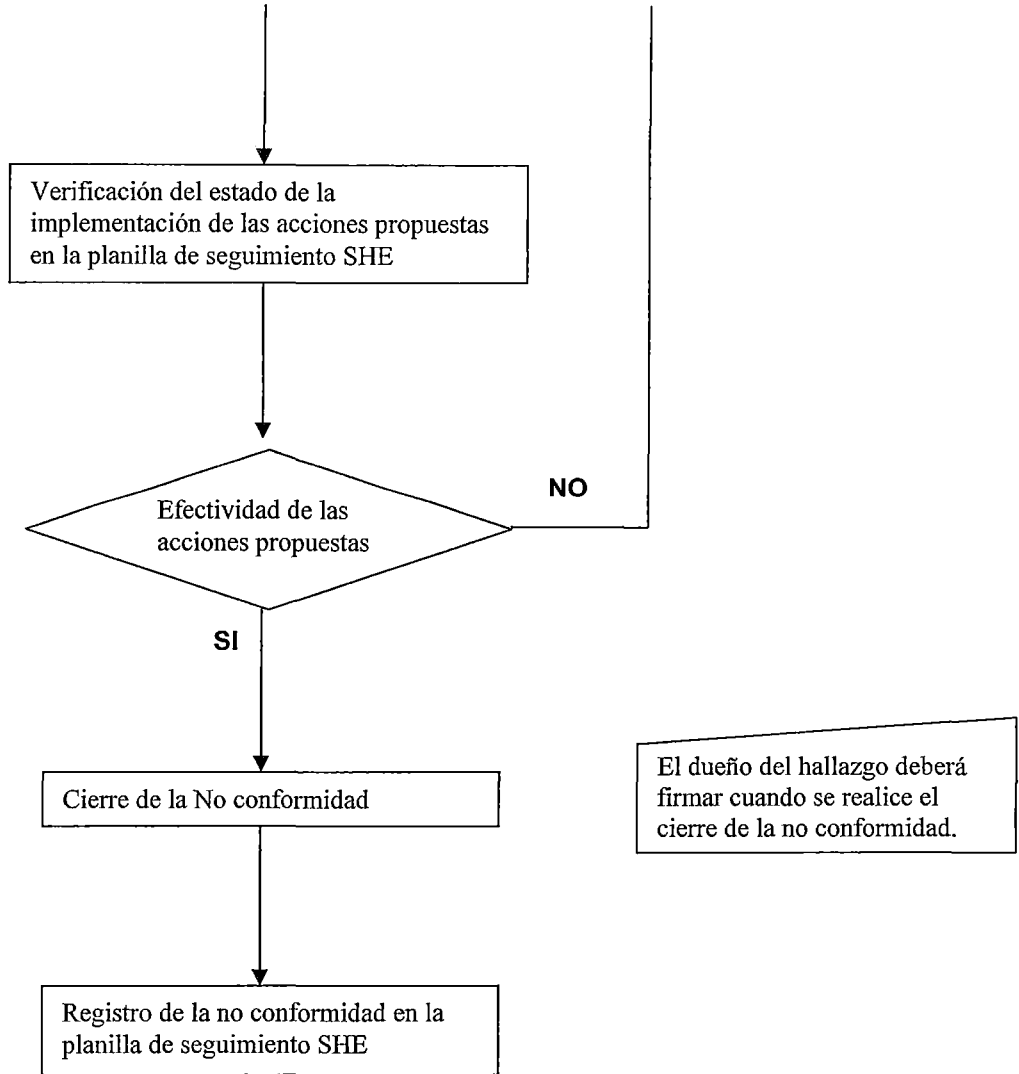 Verificación del estado de la
implementación de las acciones propuestas
en la planilla de seguimiento SHE
Efectividad de las
acciones propuestas
NO
SI
Cierre de la No conformidad
El dueño del hallazgo deberá
firmar cuando se realice el
cierre de la no conformidad.
Registro de la no conformidad en la
planilla de seguimiento SHE